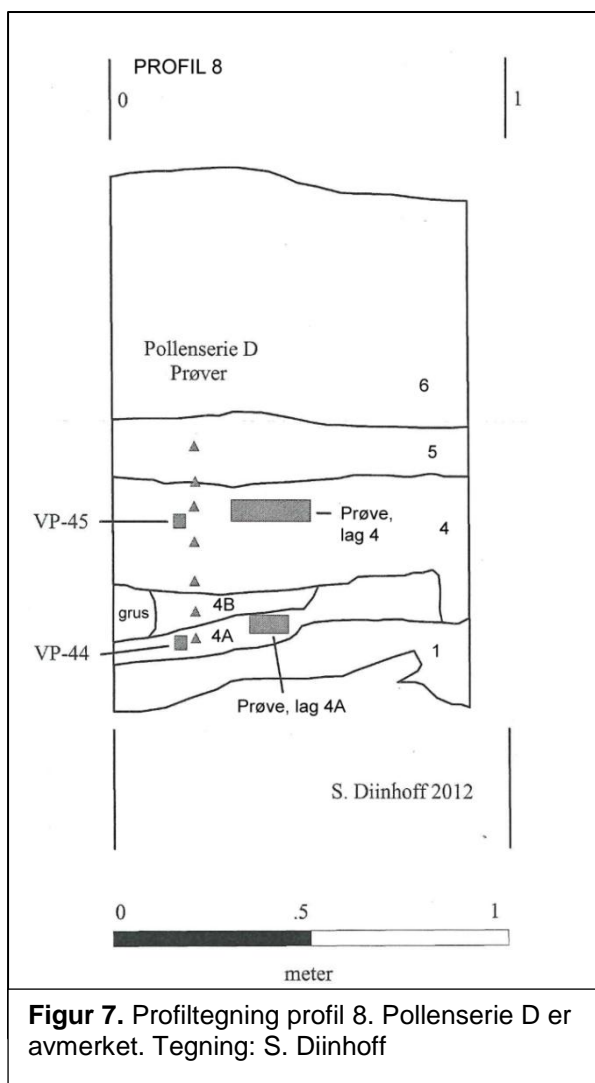 PROFIL 8
0
1
Pollenserie D
Prøver
6
5
VP-45
Prøve,
lag 4
4
grus
4B
4A
VP-44
1
Prøve, lag 4A
S. Diinhoff 2012
0
.5
1
meter
Figur 7. Profiltegning profil 8. Pollenserie D er
avmerket. Tegning: S. Diinhoff